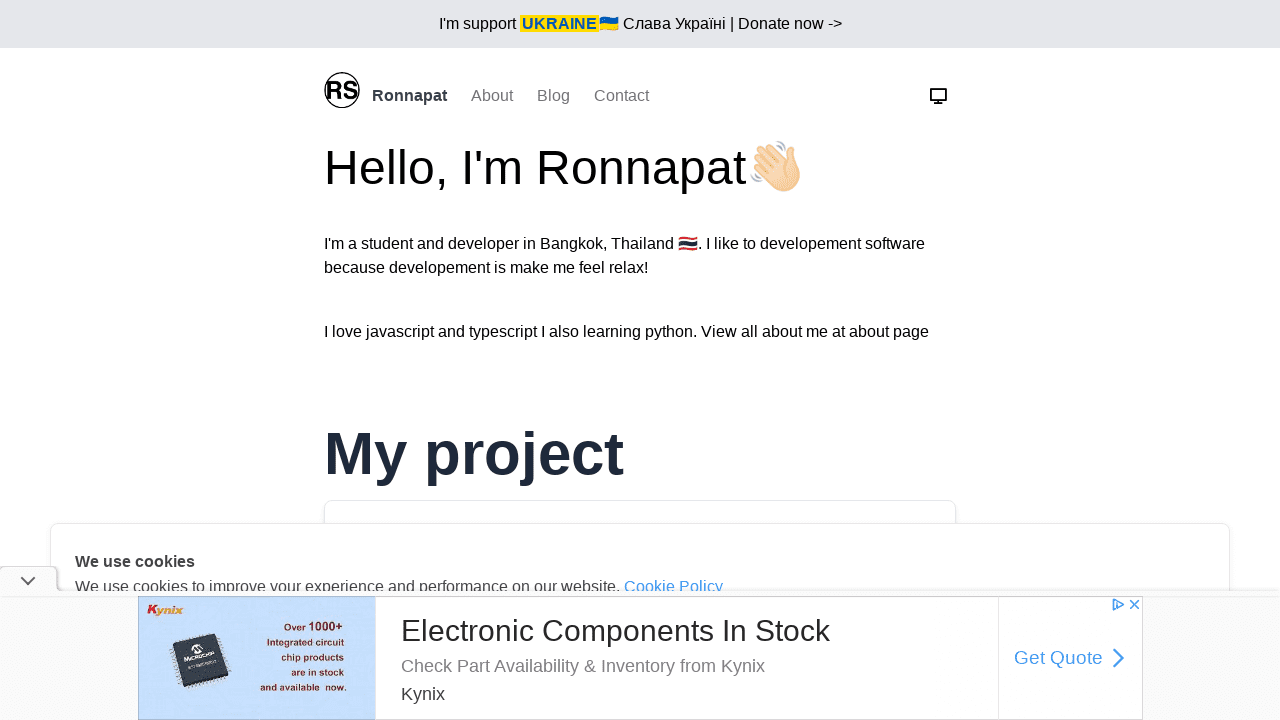 I'm support UKRAINE🇺🇦 Слава Україні | Donate now ->
RS Ronnapat About Blog Contact
Hello, I'm Ronnapat👋🏻
I'm a student and developer in Bangkok, Thailand 🇹🇭. I like to developement software
because developement is make me feel relax!
I love javascript and typescript I also learning python. View all about me at about page
My project
We use cookies
We use cookies to improve your experience and performance on our website. Cookie Policy
Kynix
Over 1000+
Integrated circuit
chip products
are in stock
and available now.
MICROCHIP
Electronic Components In Stock
Check Part Availability & Inventory from Kynix
Kynix
Get Quote